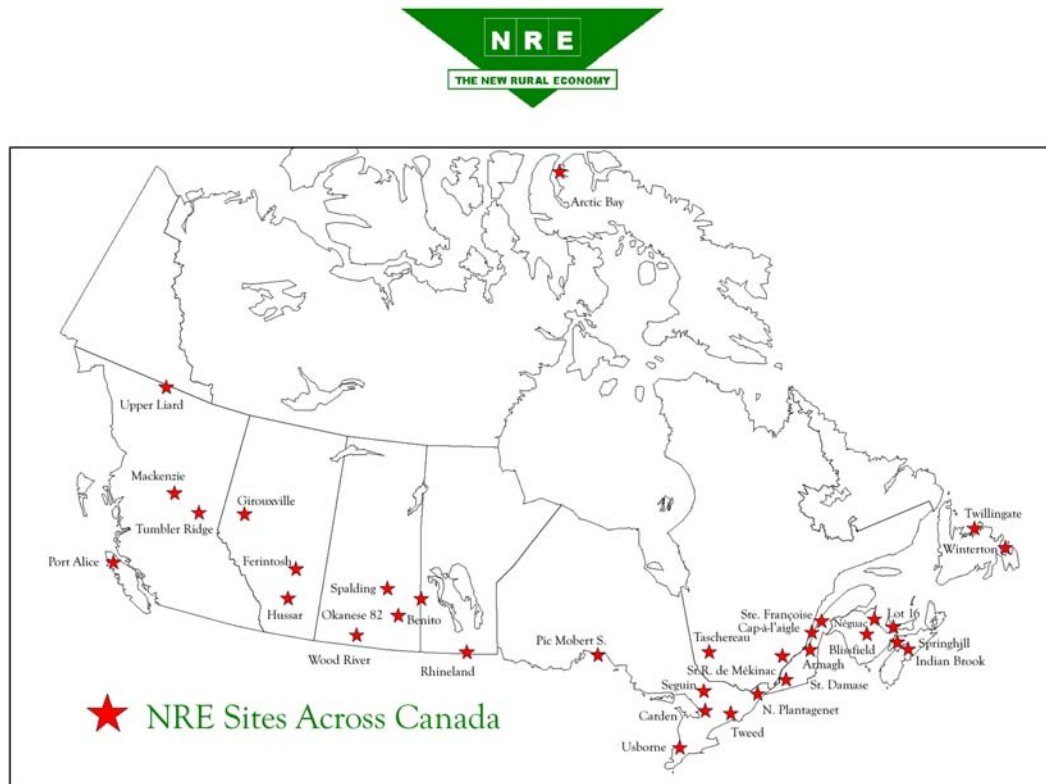 NRE
THE NEW RURAL ECONOMY
Arctic Bay
Upper Liard
Mackenzie
Tumbler Ridge
Girouxville
Port Alice
Ferintosh
Hussar
Spalding
Okanese 82
Benito
Wood River
Rhineland
Pic Mobert S.
Twillingate
Winterton
Ste. Françoise
Cap-à-l'aigle
Néguac
Lot 16
Taschereau
Blissfield
Springhill
Armagh
Indian Brook
St.R. de Mékinac
St. Damase
Seguin
N. Plantagenet
Carden
Tweed
Usborne
NRE Sites Across Canada